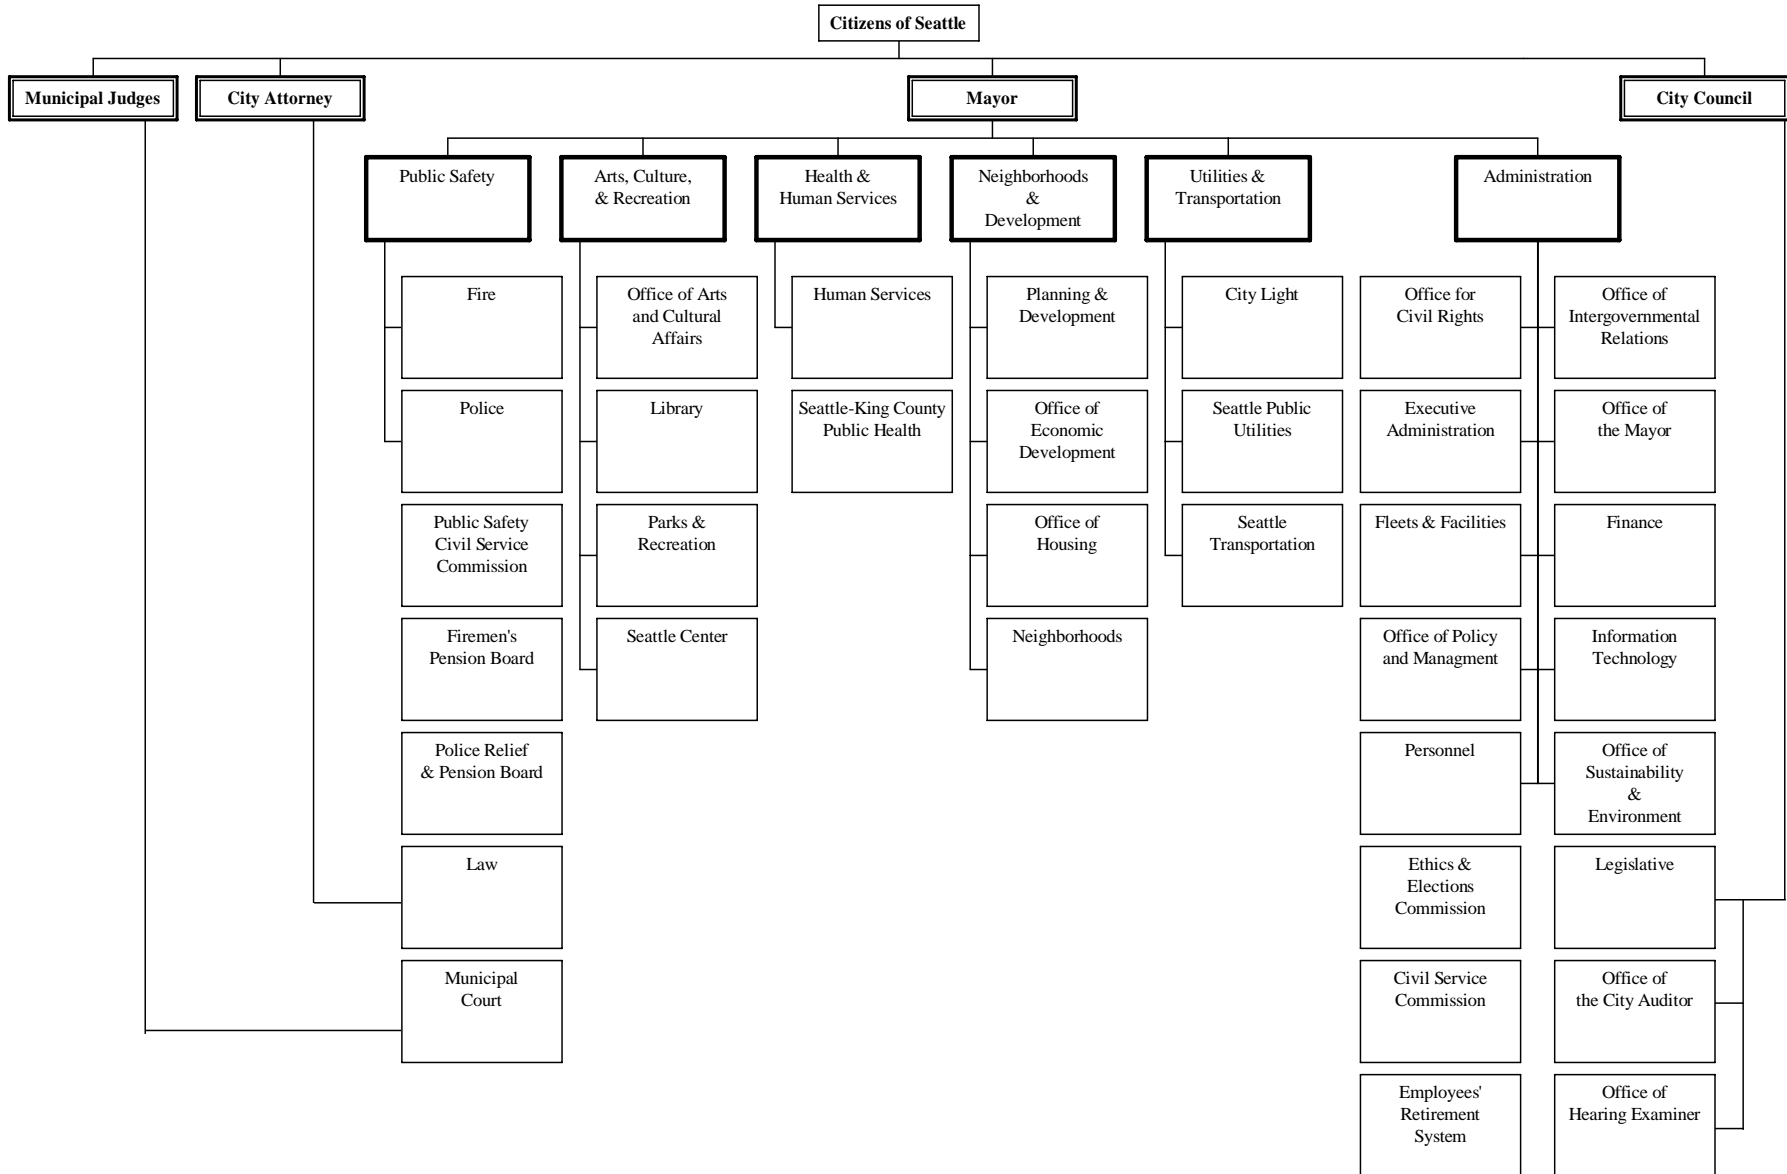 Citizens of Seattle
Municipal Judges
City Attorney
Mayor
City Council
Public Safety
Arts, Culture,
& Recreation
Health &
Human Services
Neighborhoods
&
Development
Utilities &
Transportation
Administration
Fire
Office of Arts
and Cultural
Affairs
Human Services
Planning &
Development
City Light
Office for
Civil Rights
Office of
Intergovernmental
Relations
Police
Library
Seattle-King County
Public Health
Office of
Economic
Development
Seattle Public
Utilities
Executive
Administration
Office of
the Mayor
Public Safety
Civil Service
Commission
Parks &
Recreation
Office of
Housing
Seattle
Transportation
Fleets & Facilities
Finance
Firemen's
Pension Board
Seattle Center
Neighborhoods
Office of Policy
and Managment
Information
Technology
Police Relief
& Pension Board
Personnel
Office of
Sustainability
&
Environment
Law
Ethics &
Elections
Commission
Legislative
Municipal
Court
Civil Service
Commission
Office of
the City Auditor
Employees'
Retirement
System
Office of
Hearing Examiner